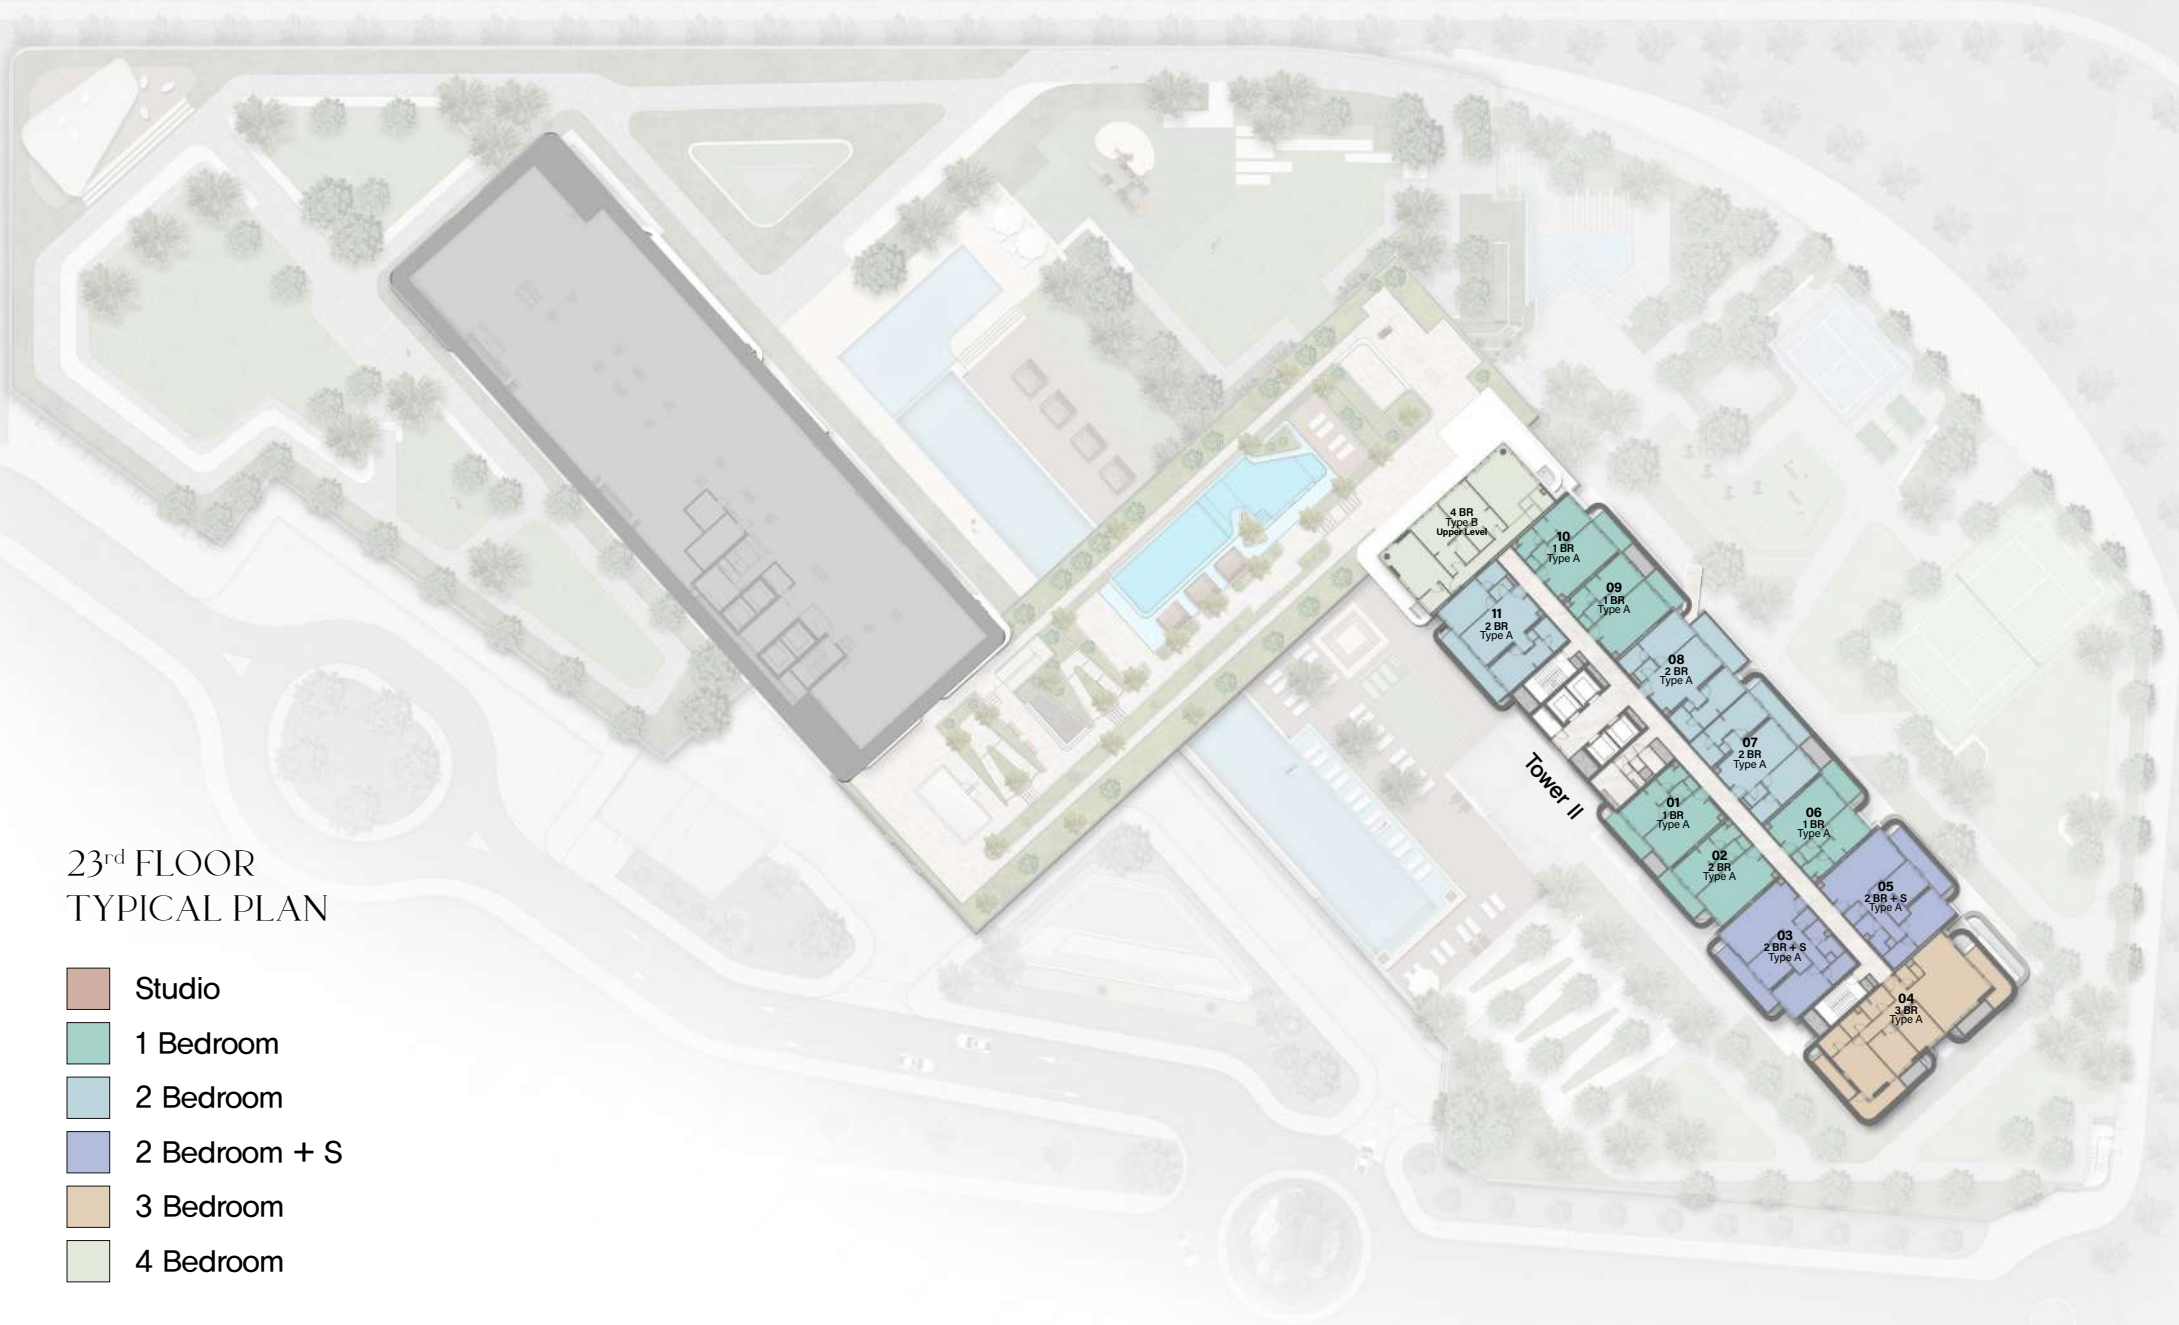 4 BR
Type B
Upper Level
10
1 BR
Type A
09
1 BR
Type A
11
2 BR
Type A
08
2 BR
Type A
07
2 BR
Type A
Tower II
01
1 BR
Type A
06
1 BR
Type A
02
2 BR
Type A
05
2 BR + S
Type A
03
2 BR + S
Type A
04
3 BR
Type A
23rd FLOOR
TYPICAL PLAN
Studio
1 Bedroom
2 Bedroom
2 Bedroom + S
3 Bedroom
4 Bedroom